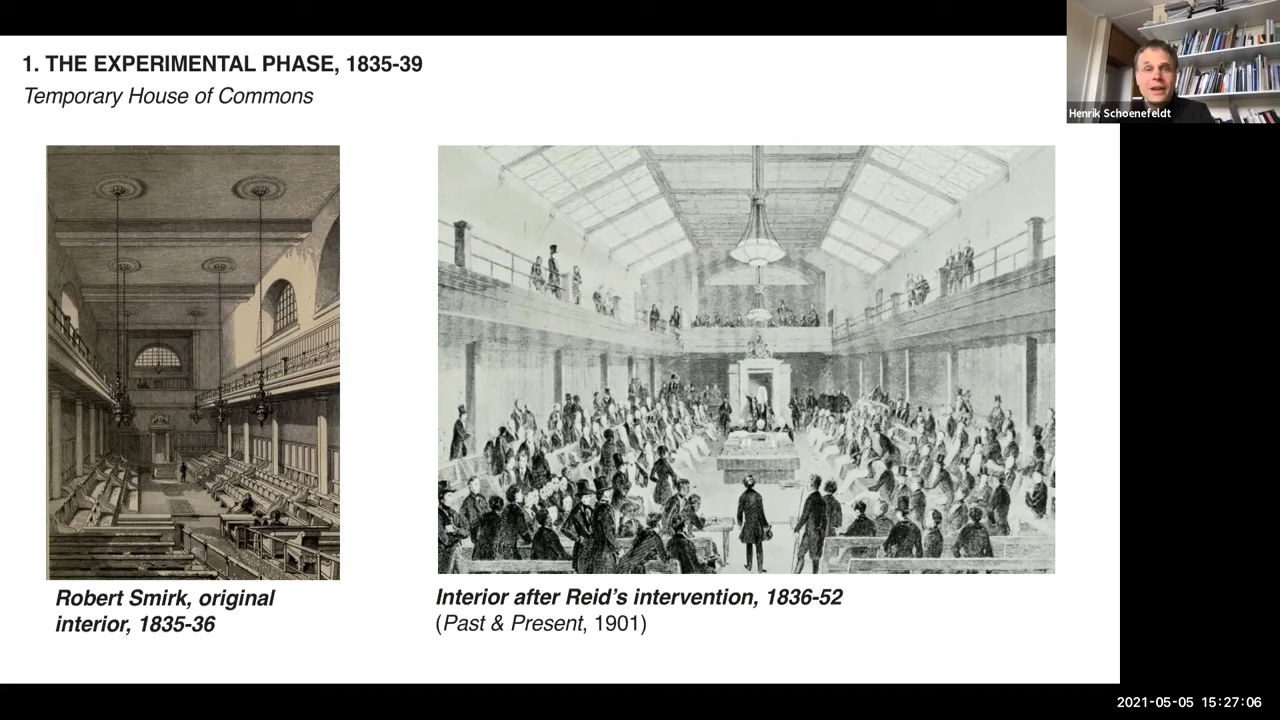 1. THE EXPERIMENTAL PHASE, 1835-39
Temporary House of Commons
Henrik Schoenefeldt
Robert Smirk, original
interior, 1835-36
Interior after Reid's intervention, 1836-52
(Past & Present, 1901)
2021-05-05 15:27:06